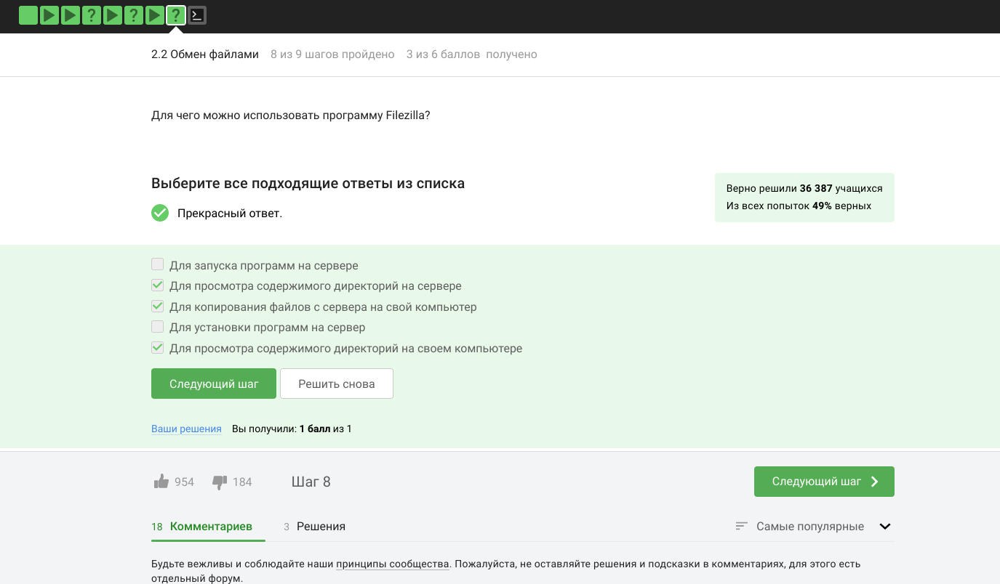 2.2 Обмен файлами 8 из 9 шагов пройдено 3 из 6 баллов получено
Для чего можно использовать программу Filezilla?
Выберите все подходящие ответы из списка
Верно решили 36 387 учащихся
Из всех попыток 49% верных
Прекрасный ответ.
Для запуска программ на сервере
Для просмотра содержимого директорий на сервере
Для копирования файлов с сервера на свой компьютер
Для установки программ на сервер
Для просмотра содержимого директорий на своем компьютере
Следующий шаг Решить снова
Ваши решения Вы получили: 1 балл из 1
954 184 Шаг 8 Следующий шаг
18 Комментариев 3 Решения Самые популярные
Будьте вежливы и соблюдайте наши принципы сообщества. Пожалуйста, не оставляйте решения и подсказки в комментариях, для этого есть
отдельный форум.